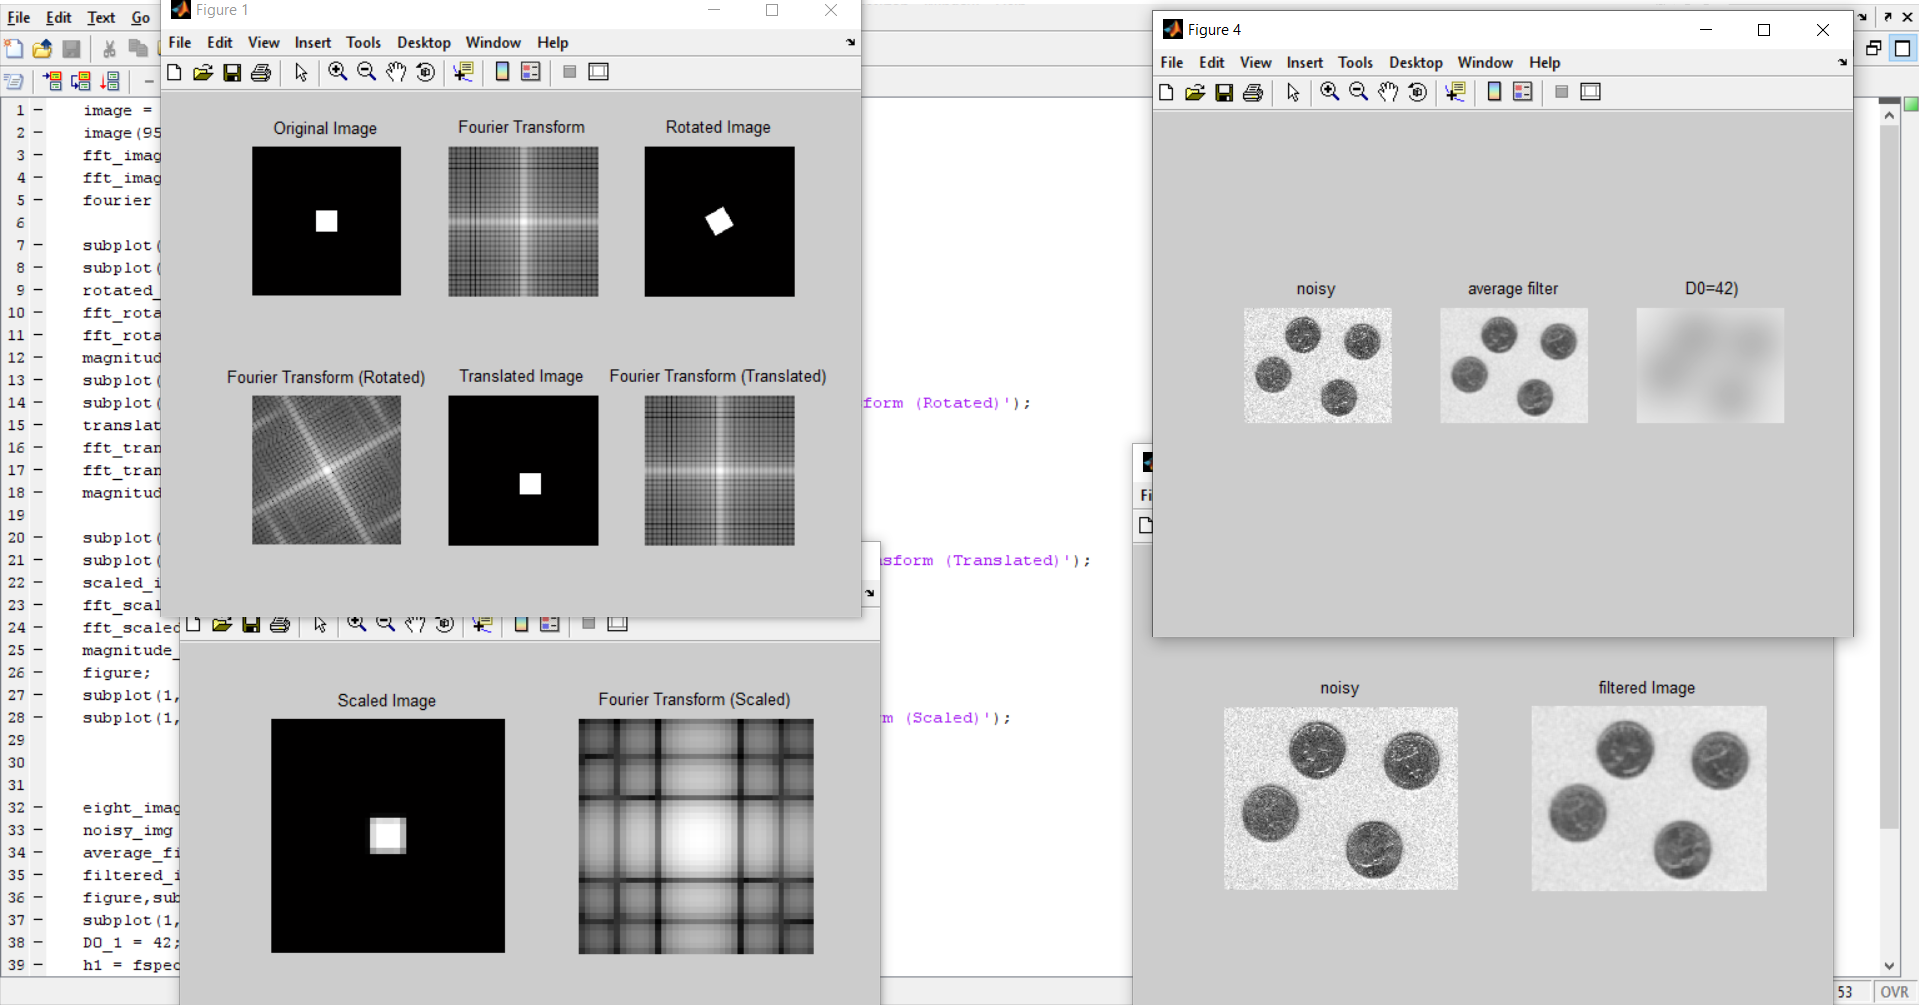 File Edit Text Go
Figure 1
File Edit View Insert Tools Desktop Window Help
Original Image
Fourier Transform
Rotated Image
Fourier Transform (Rotated)
Translated Image
Fourier Transform (Translated)
Figure 4
File Edit View Insert Tools Desktop Window Help
noisy
average filter
D0=42)
Scaled Image
Fourier Transform (Scaled)
noisy
filtered Image
1 image =
2 image(95
3 fft_imag
4 fft_imag
5 fourier
6
7 subplot(
8 subplot(
9 rotated_
10 fft_rota
11 fft_rota
12 magnitud
13 subplot(
14 subplot( form (Rotated)');
15 translat
16 fft_tran
17 fft_tran
18 magnitud
19
20 subplot(
21 subplot( sform (Translated)');
22 scaled_i
23 fft_scal
24 fft_scaled
25 magnitude_
26 figure;
27 subplot(1,
28 subplot(1, m (Scaled)');
29
30
31
32 eight_imag
33 noisy_img
34 average_fi
35 filtered_i
36 figure,sub
37 subplot(1,
38 DO_1 = 42;
39 h1 = fspec
Fi
53 OVR